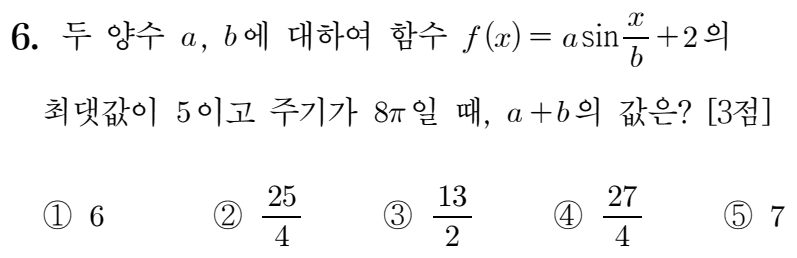 6. 두 양수 a, b에 대하여 함수 f(x) = a sin x/b + 2의
최댓값이 5이고 주기가 8π일 때, a+b의 값은? [3점]
① 6 ② 25/4 ③ 13/2 ④ 27/4 ⑤ 7